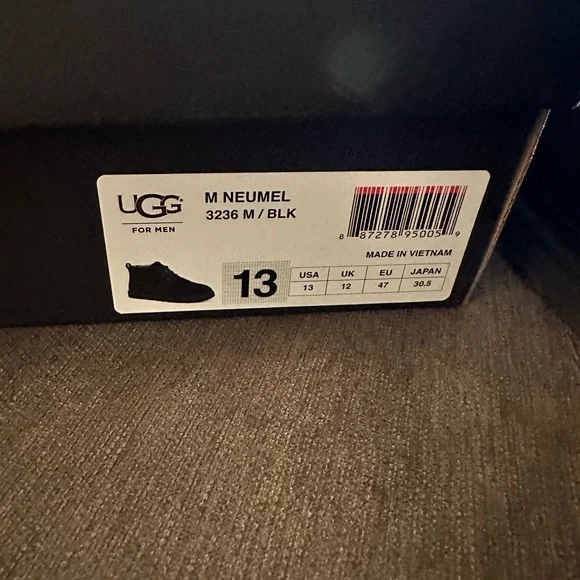 UGG
FOR MEN
M NEUMEL
3236 M / BLK
8 87278 95005 9
MADE IN VIETNAM
13
USA UK EU JAPAN
13 12 47 30.5